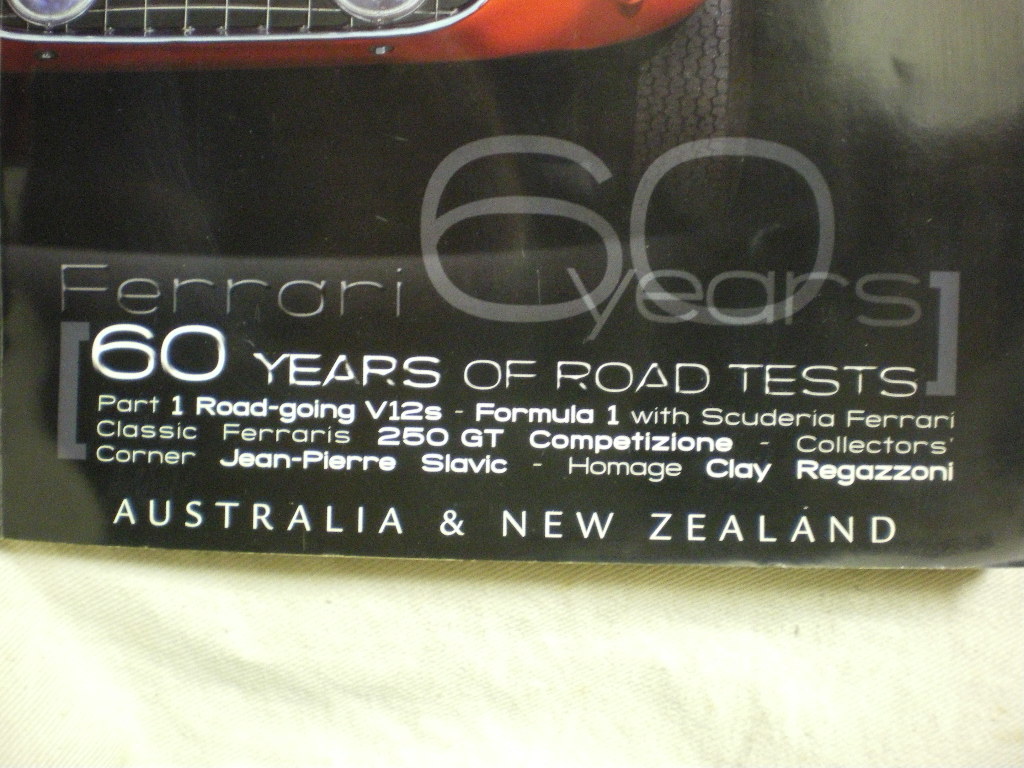 Ferrari 60 years
60 YEARS OF ROAD TESTS
Part 1 Road-going V12s - Formula 1 with Scuderia Ferrari
Classic Ferraris 250 GT Competizione - Collectors'
Corner Jean-Pierre Slavic - Homage Clay Regazzoni
AUSTRALIA & NEW ZEALAND